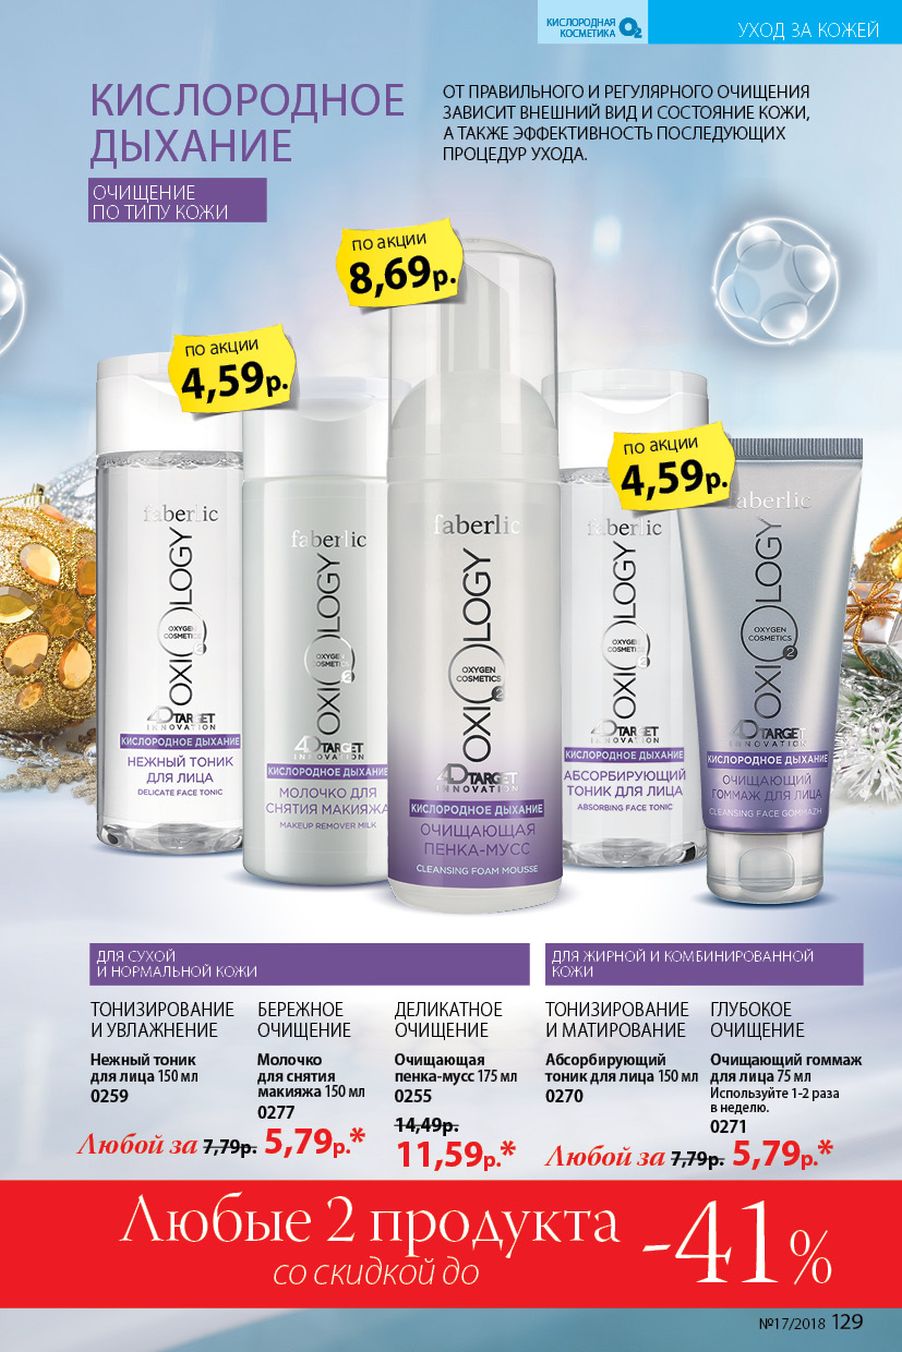 КИСЛОРОДНАЯ
КОСМЕТИКА O2
УХОД ЗА КОЖЕЙ
КИСЛОРОДНОЕ
ДЫХАНИЕ
ОЧИЩЕНИЕ
ПО ТИПУ КОЖИ
ОТ ПРАВИЛЬНОГО И РЕГУЛЯРНОГО ОЧИЩЕНИЯ
ЗАВИСИТ ВНЕШНИЙ ВИД И СОСТОЯНИЕ КОЖИ,
А ТАКЖЕ ЭФФЕКТИВНОСТЬ ПОСЛЕДУЮЩИХ
ПРОЦЕДУР УХОДА.
по акции
8,69р.
по акции
4,59р.
по акции
4,59р.
faberlic
OXIOLOGY
OXYGEN
COSMETICS
2
4D TARGET
INNOVATION
КИСЛОРОДНОЕ ДЫХАНИЕ
НЕЖНЫЙ ТОНИК
ДЛЯ ЛИЦА
DELICATE FACE TONIC
faberlic
OXIOLOGY
OXYGEN
COSMETICS
2
4D TARGET
INNOVATION
КИСЛОРОДНОЕ ДЫХАНИЕ
МОЛОЧКО ДЛЯ
СНЯТИЯ МАКИЯЖА
MAKEUP REMOVER MILK
faberlic
OXIOLOGY
OXYGEN
COSMETICS
2
4D TARGET
INNOVATION
КИСЛОРОДНОЕ ДЫХАНИЕ
ОЧИЩАЮЩАЯ
ПЕНКА-МУСС
CLEANSING FOAM MOUSSE
faberlic
OXIOLOGY
OXYGEN
COSMETICS
2
4D TARGET
INNOVATION
КИСЛОРОДНОЕ ДЫХАНИЕ
АБСОРБИРУЮЩИЙ
ТОНИК ДЛЯ ЛИЦА
ABSORBING FACE TONIC
faberlic
OXIOLOGY
OXYGEN
COSMETICS
2
4D TARGET
INNOVATION
КИСЛОРОДНОЕ ДЫХАНИЕ
ОЧИЩАЮЩИЙ
ГОММАЖ ДЛЯ ЛИЦА
CLEANSING FACE GOMMAZH
ДЛЯ СУХОЙ
И НОРМАЛЬНОЙ КОЖИ
ТОНИЗИРОВАНИЕ
И УВЛАЖНЕНИЕ
Нежный тоник
для лица 150 мл
0259
БЕРЕЖНОЕ
ОЧИЩЕНИЕ
Молочко
для снятия
макияжа 150 мл
0277
Любой за 7,79р. 5,79р.*
ДЕЛИКАТНОЕ
ОЧИЩЕНИЕ
Очищающая
пенка-мусс 175 мл
0255
14,49р.
11,59р.*
ДЛЯ ЖИРНОЙ И КОМБИНИРОВАННОЙ
КОЖИ
ТОНИЗИРОВАНИЕ
И МАТИРОВАНИЕ
Абсорбирующий
тоник для лица 150 мл
0270
ГЛУБОКОЕ
ОЧИЩЕНИЕ
Очищающий гоммаж
для лица 75 мл
Используйте 1-2 раза
в неделю.
0271
Любой за 7,79р. 5,79р.*
Любые 2 продукта
со скидкой до
-41%
№17/2018 129